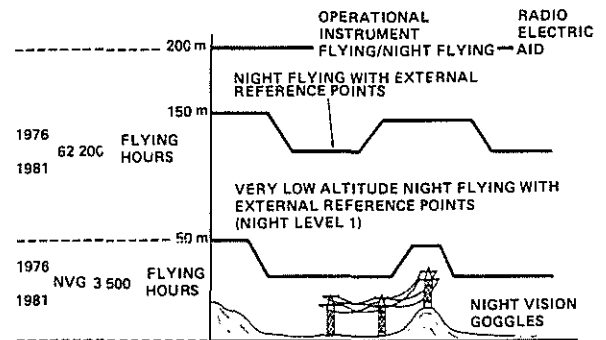 OPERATIONAL
INSTRUMENT
FLYING/NIGHT FLYING
RADIO
ELECTRIC
AID
200 m
NIGHT FLYING WITH EXTERNAL
REFERENCE POINTS
150 m
1976
62 200 FLYING
HOURS
1981
VERY LOW ALTITUDE NIGHT FLYING WITH
EXTERNAL REFERENCE POINTS
(NIGHT LEVEL 1)
50 m
1976
NVG 3 500 FLYING
HOURS
1981
NIGHT VISION
GOGGLES